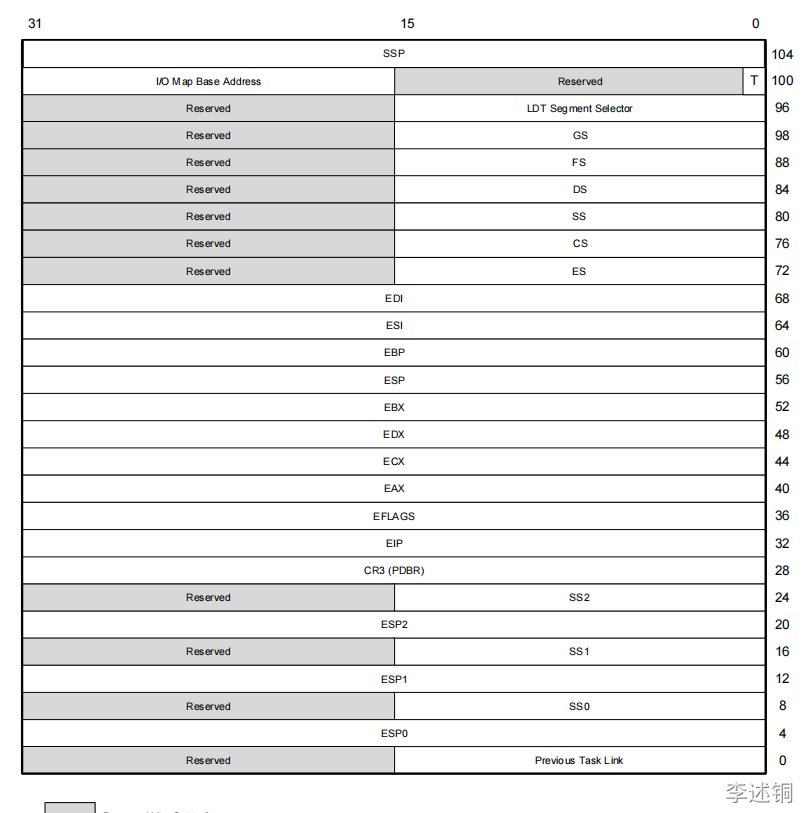 31 15 0
SSP 104
I/O Map Base Address Reserved T 100
Reserved LDT Segment Selector 96
Reserved GS 98
Reserved FS 88
Reserved DS 84
Reserved SS 80
Reserved CS 76
Reserved ES 72
EDI 68
ESI 64
EBP 60
ESP 56
EBX 52
EDX 48
ECX 44
EAX 40
EFLAGS 36
EIP 32
CR3 (PDBR) 28
Reserved SS2 24
ESP2 20
Reserved SS1 16
ESP1 12
Reserved SS0 8
ESP0 4
Reserved Previous Task Link 0
李述铜